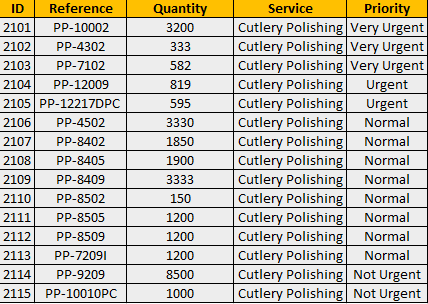 ID Reference Quantity Service Priority
2101 PP-10002 3200 Cutlery Polishing Very Urgent
2102 PP-4302 333 Cutlery Polishing Very Urgent
2103 PP-7102 582 Cutlery Polishing Very Urgent
2104 PP-12009 819 Cutlery Polishing Urgent
2105 PP-12217DPC 595 Cutlery Polishing Urgent
2106 PP-4502 3330 Cutlery Polishing Normal
2107 PP-8402 1850 Cutlery Polishing Normal
2108 PP-8405 1900 Cutlery Polishing Normal
2109 PP-8409 3333 Cutlery Polishing Normal
2110 PP-8502 150 Cutlery Polishing Normal
2111 PP-8505 1200 Cutlery Polishing Normal
2112 PP-8509 1200 Cutlery Polishing Normal
2113 PP-7209I 1200 Cutlery Polishing Normal
2114 PP-9209 8500 Cutlery Polishing Not Urgent
2115 PP-10010PC 1000 Cutlery Polishing Not Urgent